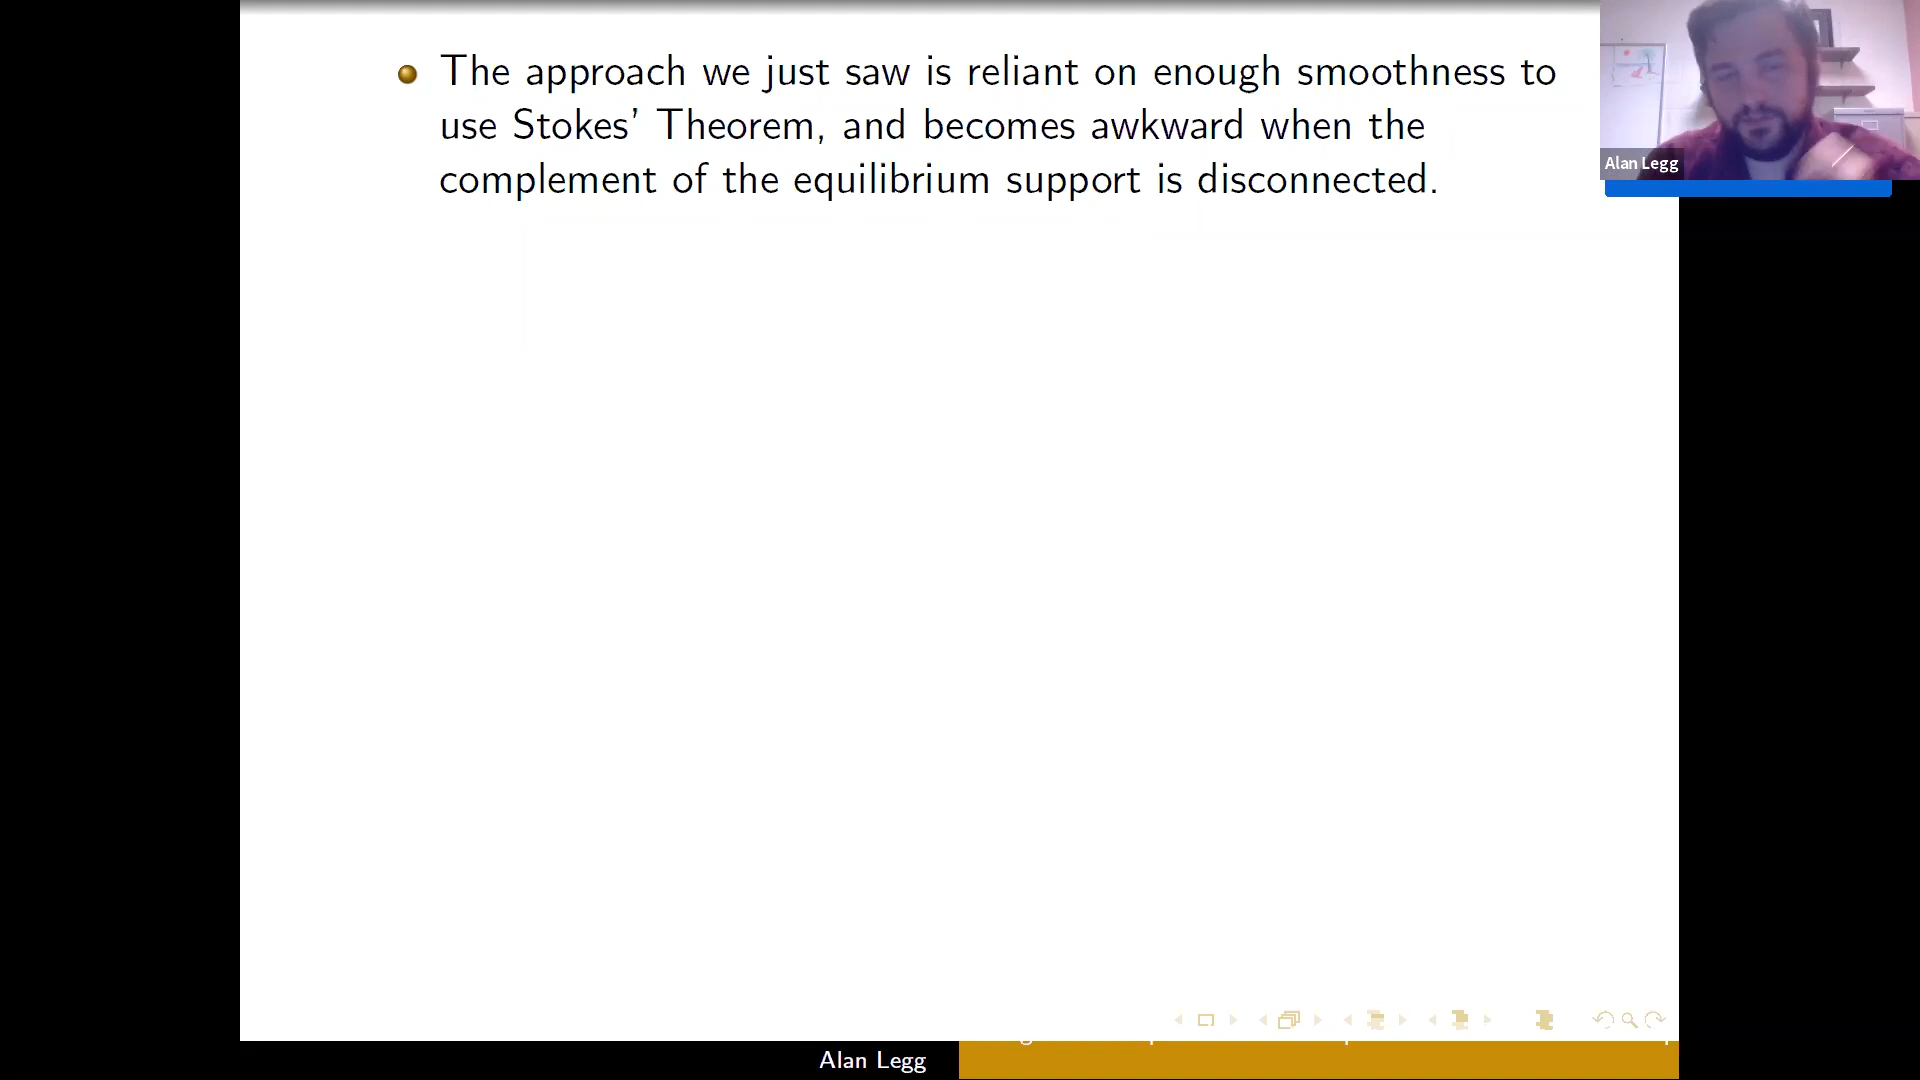 The approach we just saw is reliant on enough smoothness to
use Stokes’ Theorem, and becomes awkward when the
complement of the equilibrium support is disconnected.
Alan Legg
Alan Legg